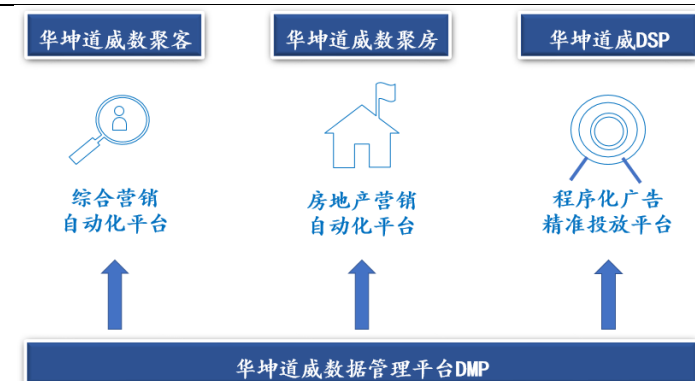 华坤道威数聚客
华坤道威数聚房
华坤道威DSP
综合营销
自动化平台
房地产营销
自动化平台
程序化广告
精准投放平台
华坤道威数据管理平台DMP